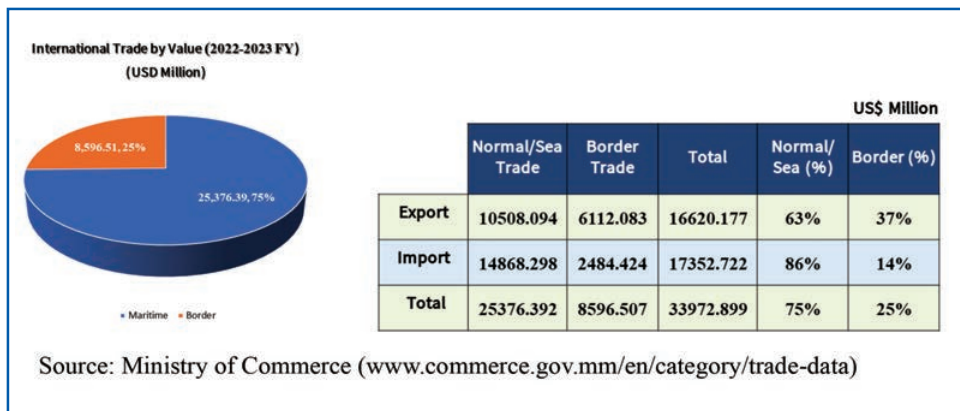 International Trade by Value (2022-2023 FY)
(USD Million)
8,596.51, 25%
25,376.39, 75%
Maritime Border
US$ Million
Normal/Sea Trade Border Trade Total Normal/ Sea (%) Border (%)
Export 10508.094 6112.083 16620.177 63% 37%
Import 14868.298 2484.424 17352.722 86% 14%
Total 25376.392 8596.507 33972.899 75% 25%
Source: Ministry of Commerce (www.commerce.gov.mm/en/category/trade-data)